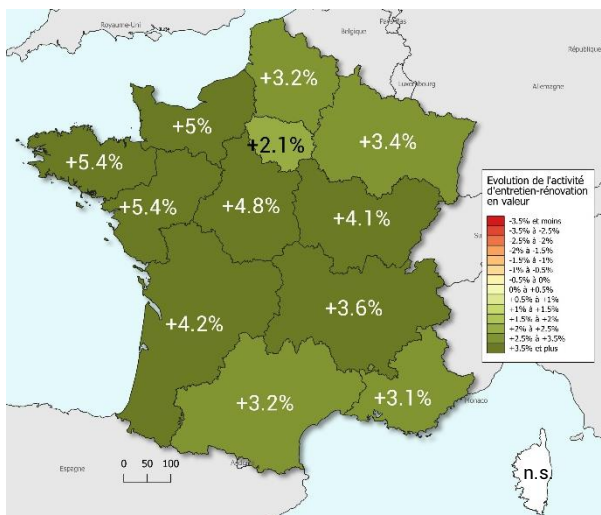 Royaume-Uni
Belgique
Pays-Bas
République
Luxembourg
Allemagne
+3.2%
+5%
+2.1%
+3.4%
+5.4%
+5.4%
+4.8%
+4.1%
+3.6%
+4.2%
+3.2%
+3.1%
Monaco
Espagne
0 50 100
n.s.
Evolution de l'activité
d'entretien-rénovation
en valeur
-3.5% et moins
-3.5% à -2.5%
-2.5% à -2%
-2% à -1.5%
-1.5% à -1%
-1% à -0.5%
-0.5% à 0%
0% à +0.5%
+0.5% à +1%
+1% à +1.5%
+1.5% à +2%
+2% à +2.5%
+2.5% à +3.5%
+3.5% et plus